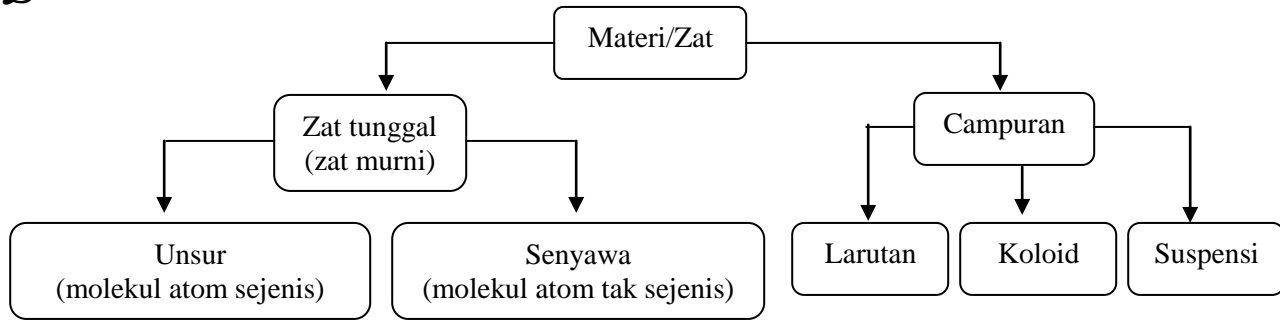 Materi/Zat
Zat tunggal
(zat murni)
Campuran
Unsur
(molekul atom sejenis)
Senyawa
(molekul atom tak sejenis)
Larutan
Koloid
Suspensi